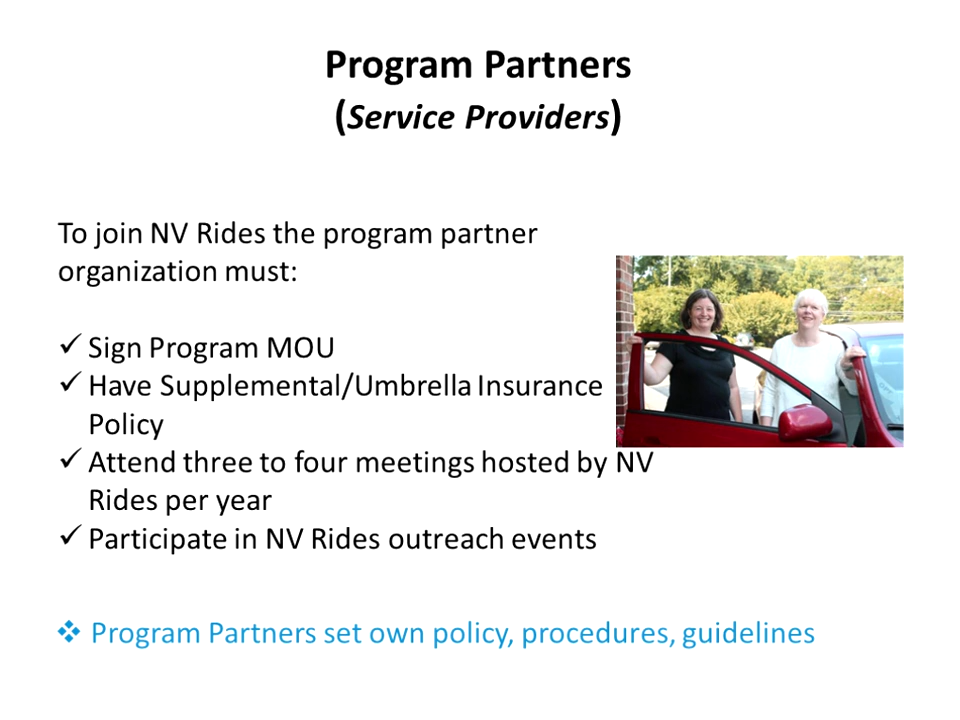 Program Partners
(Service Providers)
To join NV Rides the program partner
organization must:
✓ Sign Program MOU
✓ Have Supplemental/Umbrella Insurance
Policy
✓ Attend three to four meetings hosted by NV
Rides per year
✓ Participate in NV Rides outreach events
❖ Program Partners set own policy, procedures, guidelines